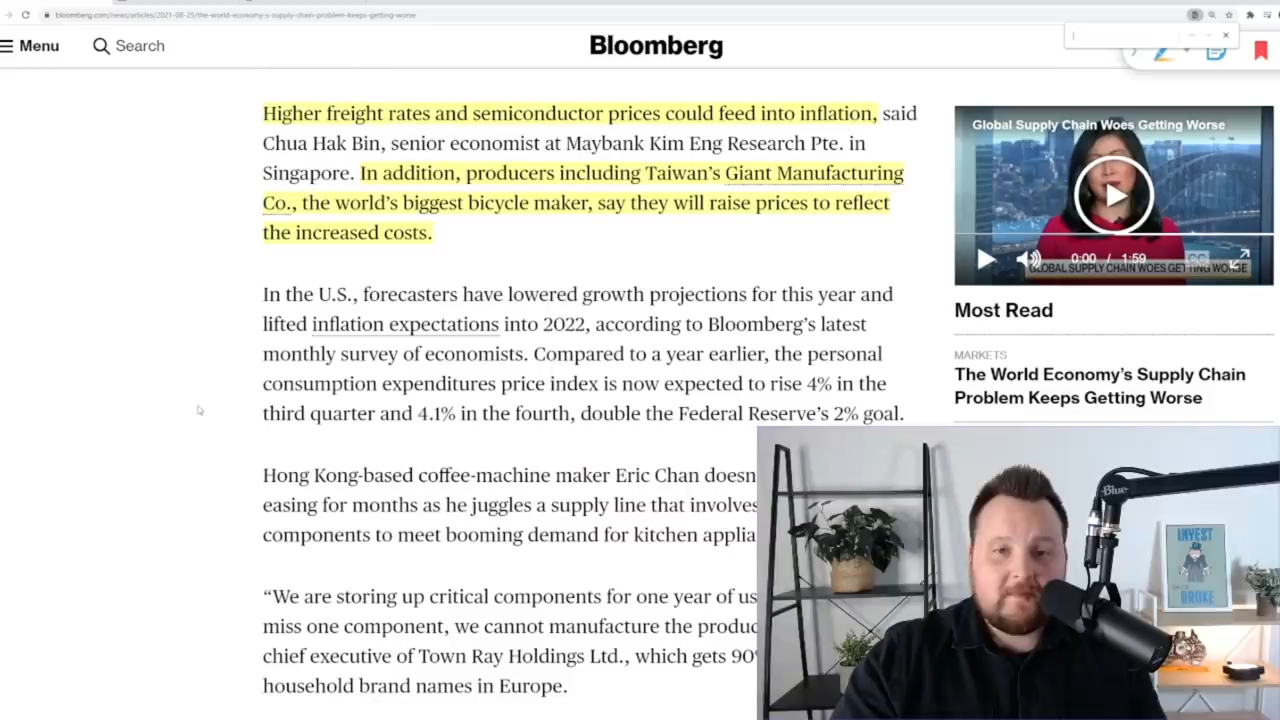 bloomberg.com/news/articles/2021-08-25/the-world-economy-s-supply-chain-problem-keeps-getting-worse
Menu
Search
Bloomberg
Higher freight rates and semiconductor prices could feed into inflation, said
Chua Hak Bin, senior economist at Maybank Kim Eng Research Pte. in
Singapore. In addition, producers including Taiwan’s Giant Manufacturing
Co., the world’s biggest bicycle maker, say they will raise prices to reflect
the increased costs.
In the U.S., forecasters have lowered growth projections for this year and
lifted inflation expectations into 2022, according to Bloomberg’s latest
monthly survey of economists. Compared to a year earlier, the personal
consumption expenditures price index is now expected to rise 4% in the
third quarter and 4.1% in the fourth, double the Federal Reserve’s 2% goal.
Hong Kong-based coffee-machine maker Eric Chan doesn
easing for months as he juggles a supply line that involves
components to meet booming demand for kitchen applia
“We are storing up critical components for one year of us
miss one component, we cannot manufacture the produc
chief executive of Town Ray Holdings Ltd., which gets 90%
household brand names in Europe.
Global Supply Chain Woes Getting Worse
0:00 / 1:59
CC
GLOBAL SUPPLY CHAIN WOES GETTING WORSE
Most Read
MARKETS
The World Economy’s Supply Chain
Problem Keeps Getting Worse
Blue
INVEST
BROKE